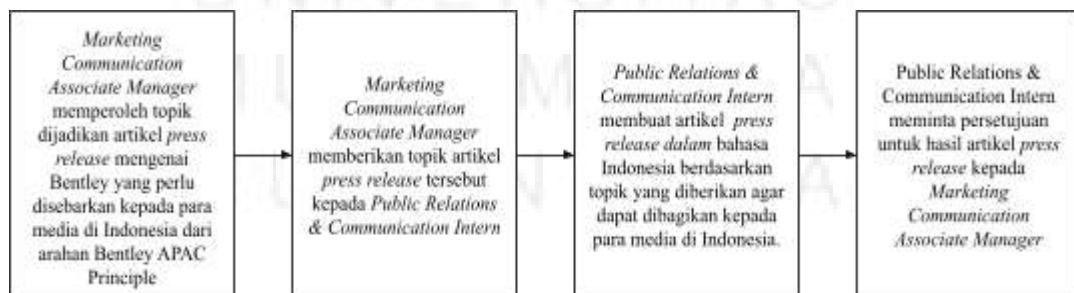 Marketing
Communication
Associate Manager
memperoleh topik
dijadikan artikel press
release mengenai
Bentley yang perlu
disebarkan kepada para
media di Indonesia dari
arahan Bentley APAC
Principle
Marketing
Communication
Associate Manager
memberikan topik artikel
press release tersebut
kepada Public Relations
& Communication Intern
Public Relations &
Communication Intern
membuat artikel press
release dalam bahasa
Indonesia berdasarkan
topik yang diberikan agar
dapat dibagikan kepada
para media di Indonesia.
Public Relations &
Communication Intern
meminta persetujuan
untuk hasil artikel press
release kepada
Marketing
Communication
Associate Manager